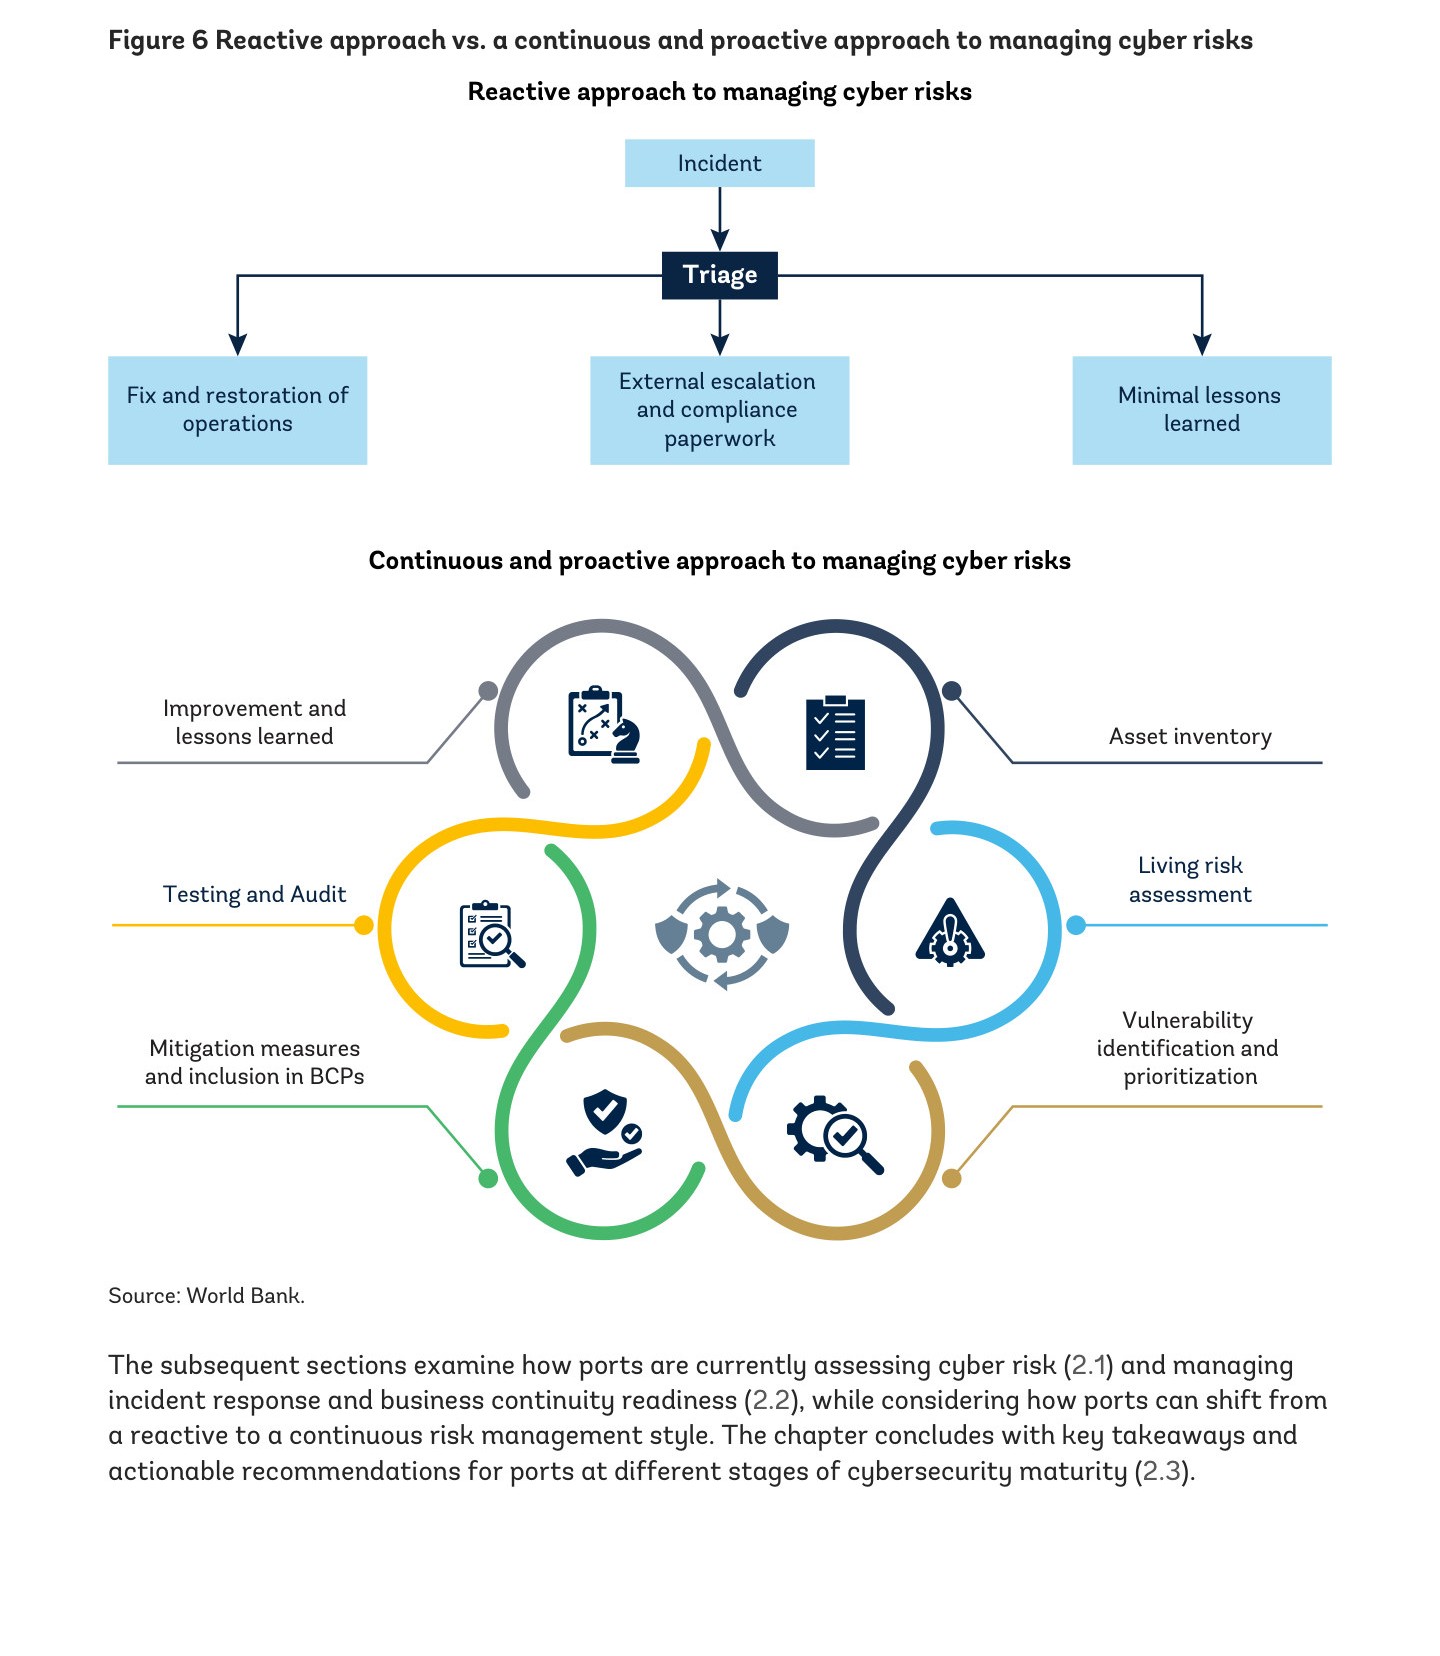 Figure 6 Reactive approach vs. a continuous and proactive approach to managing cyber risks
Reactive approach to managing cyber risks
Incident
Triage
Fix and restoration of
operations
External escalation
and compliance
paperwork
Minimal lessons
learned
Continuous and proactive approach to managing cyber risks
Improvement and
lessons learned
Asset inventory
Testing and Audit
Living risk
assessment
Mitigation measures
and inclusion in BCPs
Vulnerability
identification and
prioritization
Source: World Bank.
The subsequent sections examine how ports are currently assessing cyber risk (2.1) and managing
incident response and business continuity readiness (2.2), while considering how ports can shift from
a reactive to a continuous risk management style. The chapter concludes with key takeaways and
actionable recommendations for ports at different stages of cybersecurity maturity (2.3).